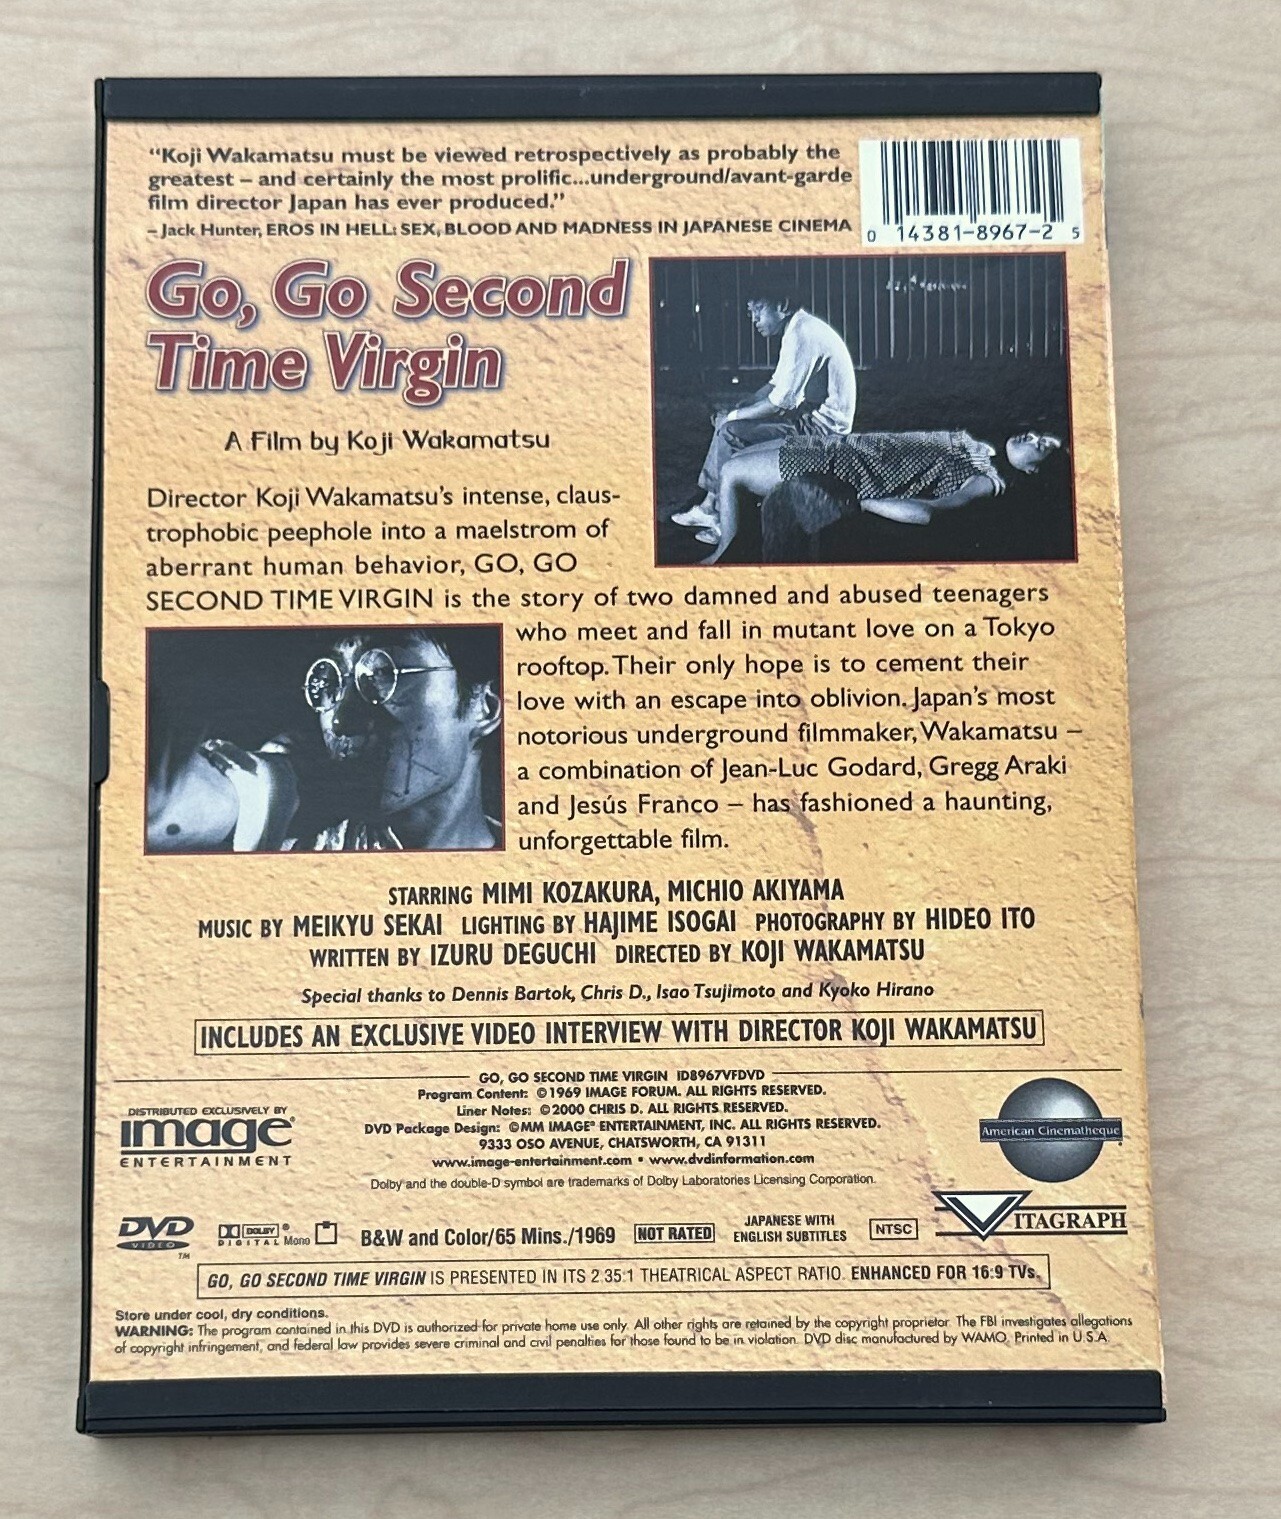 “Koji Wakamatsu must be viewed retrospectively as probably the
greatest – and certainly the most prolific...underground/avant-garde
film director Japan has ever produced.”
– Jack Hunter, EROS IN HELL: SEX, BLOOD AND MADNESS IN JAPANESE CINEMA
0 14381-8967-2 5
Go, Go Second
Time Virgin
A Film by Koji Wakamatsu
Director Koji Wakamatsu's intense, claus-
trophobic peephole into a maelstrom of
aberrant human behavior, GO, GO
SECOND TIME VIRGIN is the story of two damned and abused teenagers
who meet and fall in mutant love on a Tokyo
rooftop. Their only hope is to cement their
love with an escape into oblivion. Japan's most
notorious underground filmmaker, Wakamatsu –
a combination of Jean-Luc Godard, Gregg Araki
and Jesús Franco – has fashioned a haunting,
unforgettable film.
STARRING MIMI KOZAKURA, MICHIO AKIYAMA
MUSIC BY MEIKYU SEKAI LIGHTING BY HAJIME ISOGAI PHOTOGRAPHY BY HIDEO ITO
WRITTEN BY IZURU DEGUCHI DIRECTED BY KOJI WAKAMATSU
Special thanks to Dennis Bartok, Chris D., Isao Tsujimoto and Kyoko Hirano
INCLUDES AN EXCLUSIVE VIDEO INTERVIEW WITH DIRECTOR KOJI WAKAMATSU
GO, GO SECOND TIME VIRGIN ID8967VFDVD
Program Content: ©1969 IMAGE FORUM. ALL RIGHTS RESERVED.
Liner Notes: ©2000 CHRIS D. ALL RIGHTS RESERVED.
DVD Package Design: ©MM IMAGE® ENTERTAINMENT, INC. ALL RIGHTS RESERVED.
9333 OSO AVENUE, CHATSWORTH, CA 91311
www.image-entertainment.com • www.dvdinformation.com
Dolby and the double-D symbol are trademarks of Dolby Laboratories Licensing Corporation.
DISTRIBUTED EXCLUSIVELY BY
image®
ENTERTAINMENT
American Cinematheque
DVD
VIDEO
TM
DOLBY®
DIGITAL Mono
B&W and Color/65 Mins./1969
NOT RATED
JAPANESE WITH
ENGLISH SUBTITLES
NTSC
VITAGRAPH
GO, GO SECOND TIME VIRGIN IS PRESENTED IN ITS 2.35:1 THEATRICAL ASPECT RATIO. ENHANCED FOR 16:9 TVs.
Store under cool, dry conditions.
WARNING: The program contained in this DVD is authorized for private home use only. All other rights are retained by the copyright proprietor. The FBI investigates allegations
of copyright infringement, and federal law provides severe criminal and civil penalties for those found to be in violation. DVD disc manufactured by WAMO. Printed in U.S.A.